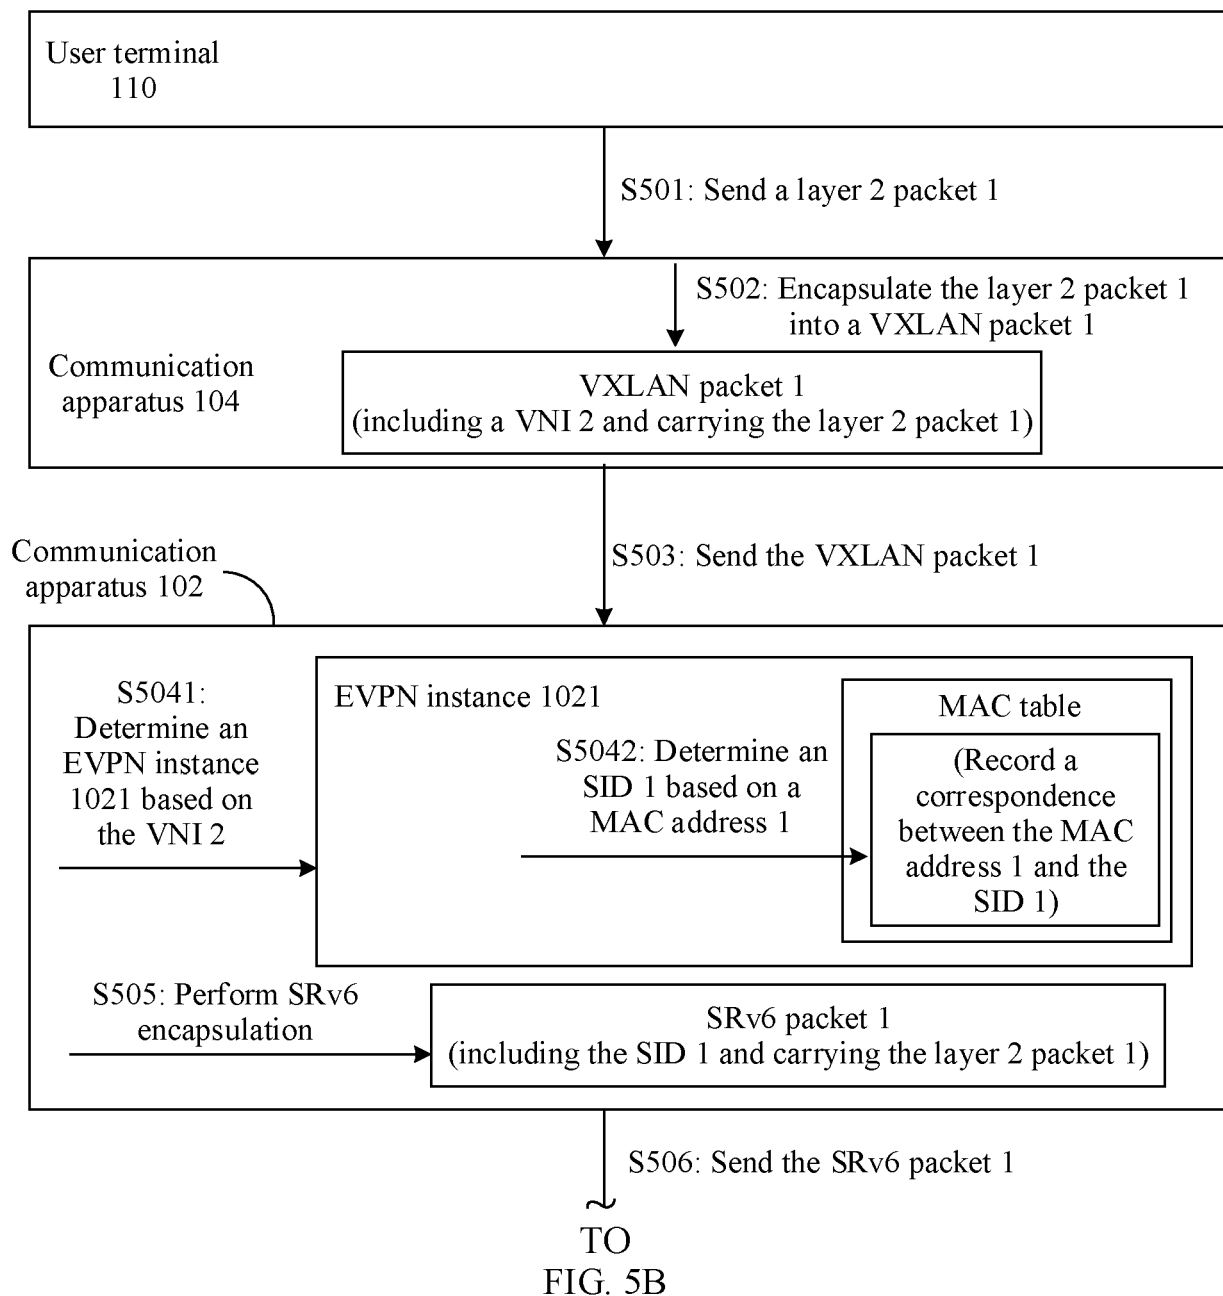 User terminal
110
S501: Send a layer 2 packet 1
S502: Encapsulate the layer 2 packet 1
into a VXLAN packet 1
Communication
apparatus 104
VXLAN packet 1
(including a VNI 2 and carrying the layer 2 packet 1)
S503: Send the VXLAN packet 1
Communication
apparatus 102
S5041:
Determine an
EVPN instance
1021 based on
the VNI 2
EVPN instance 1021
S5042: Determine an
SID 1 based on a
MAC address 1
MAC table
(Record a
correspondence
between the MAC
address 1 and the
SID 1)
S505: Perform SRv6
encapsulation
SRv6 packet 1
(including the SID 1 and carrying the layer 2 packet 1)
S506: Send the SRv6 packet 1
TO
FIG. 5B